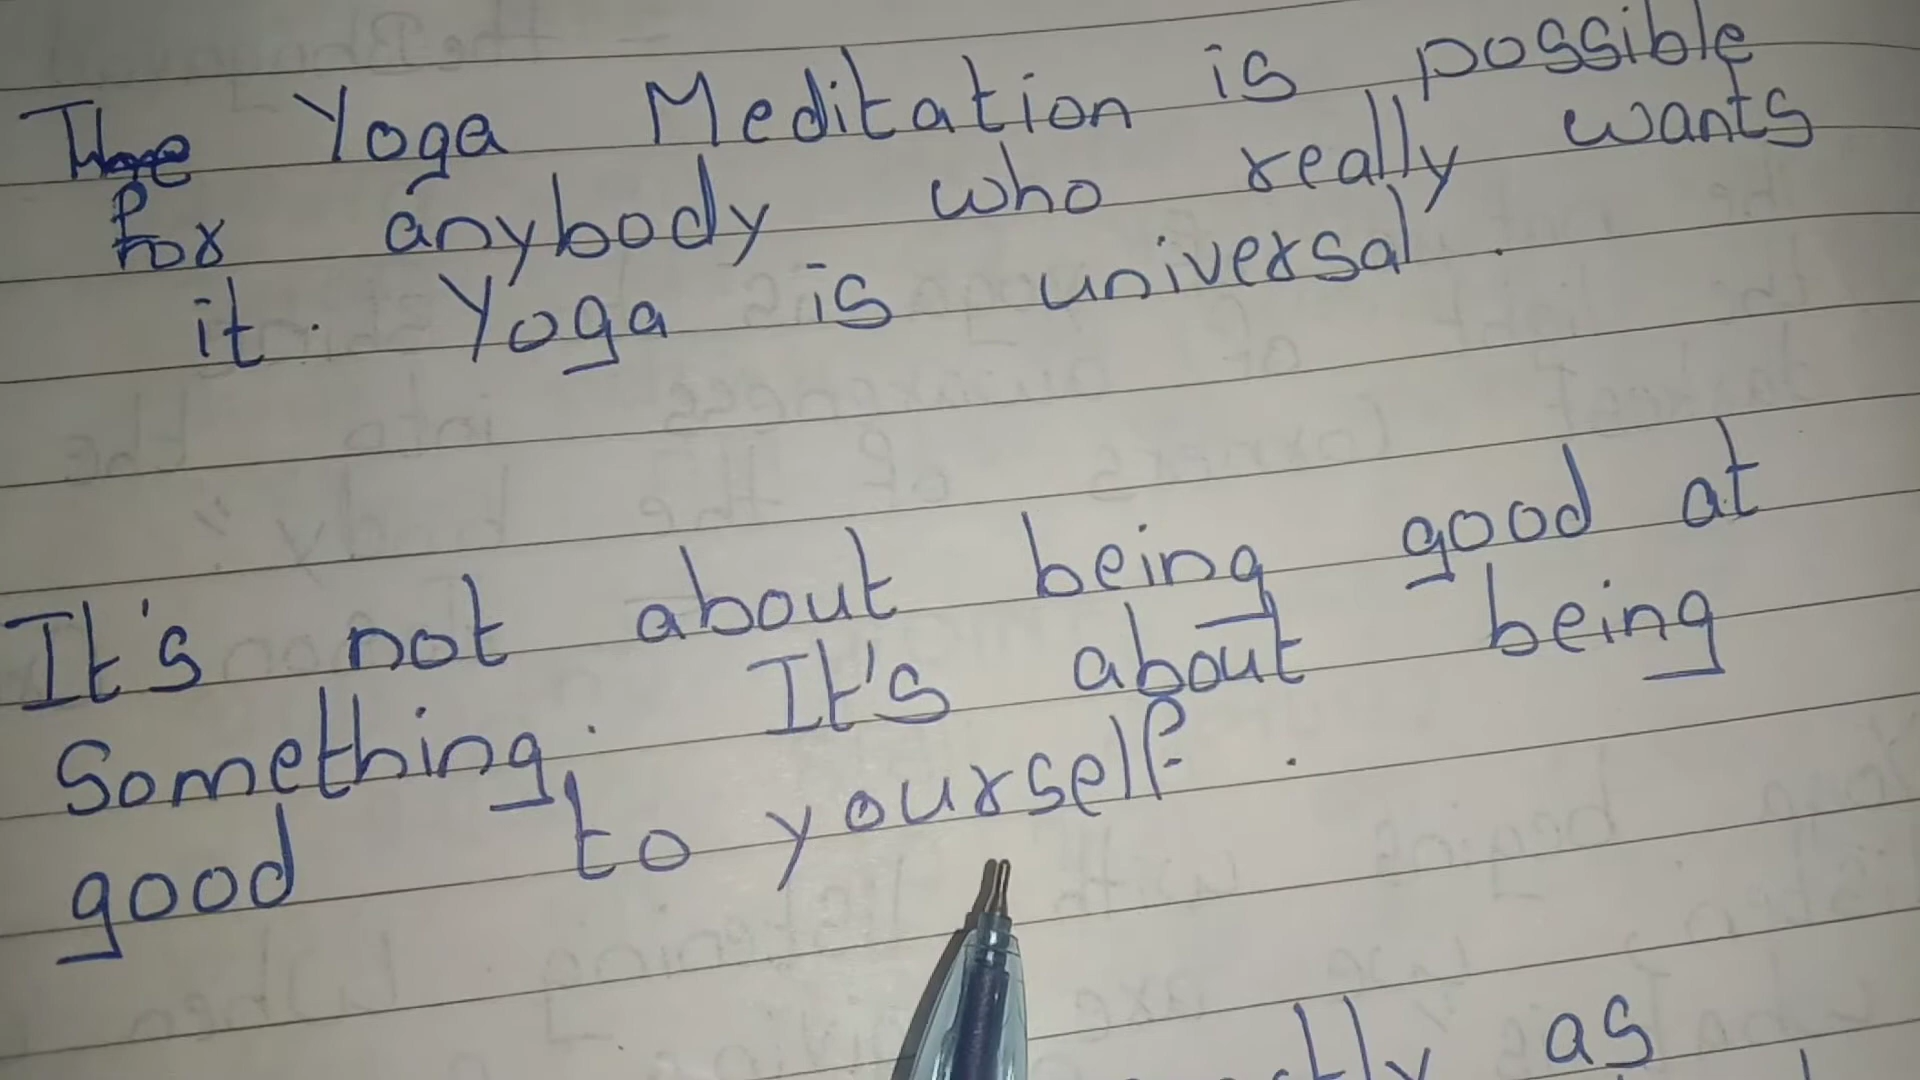 The Yoga Meditation is possible
for anybody who really wants
it. Yoga is universal.
It's not about being good at
Something. It's about being
good to yourself.
as